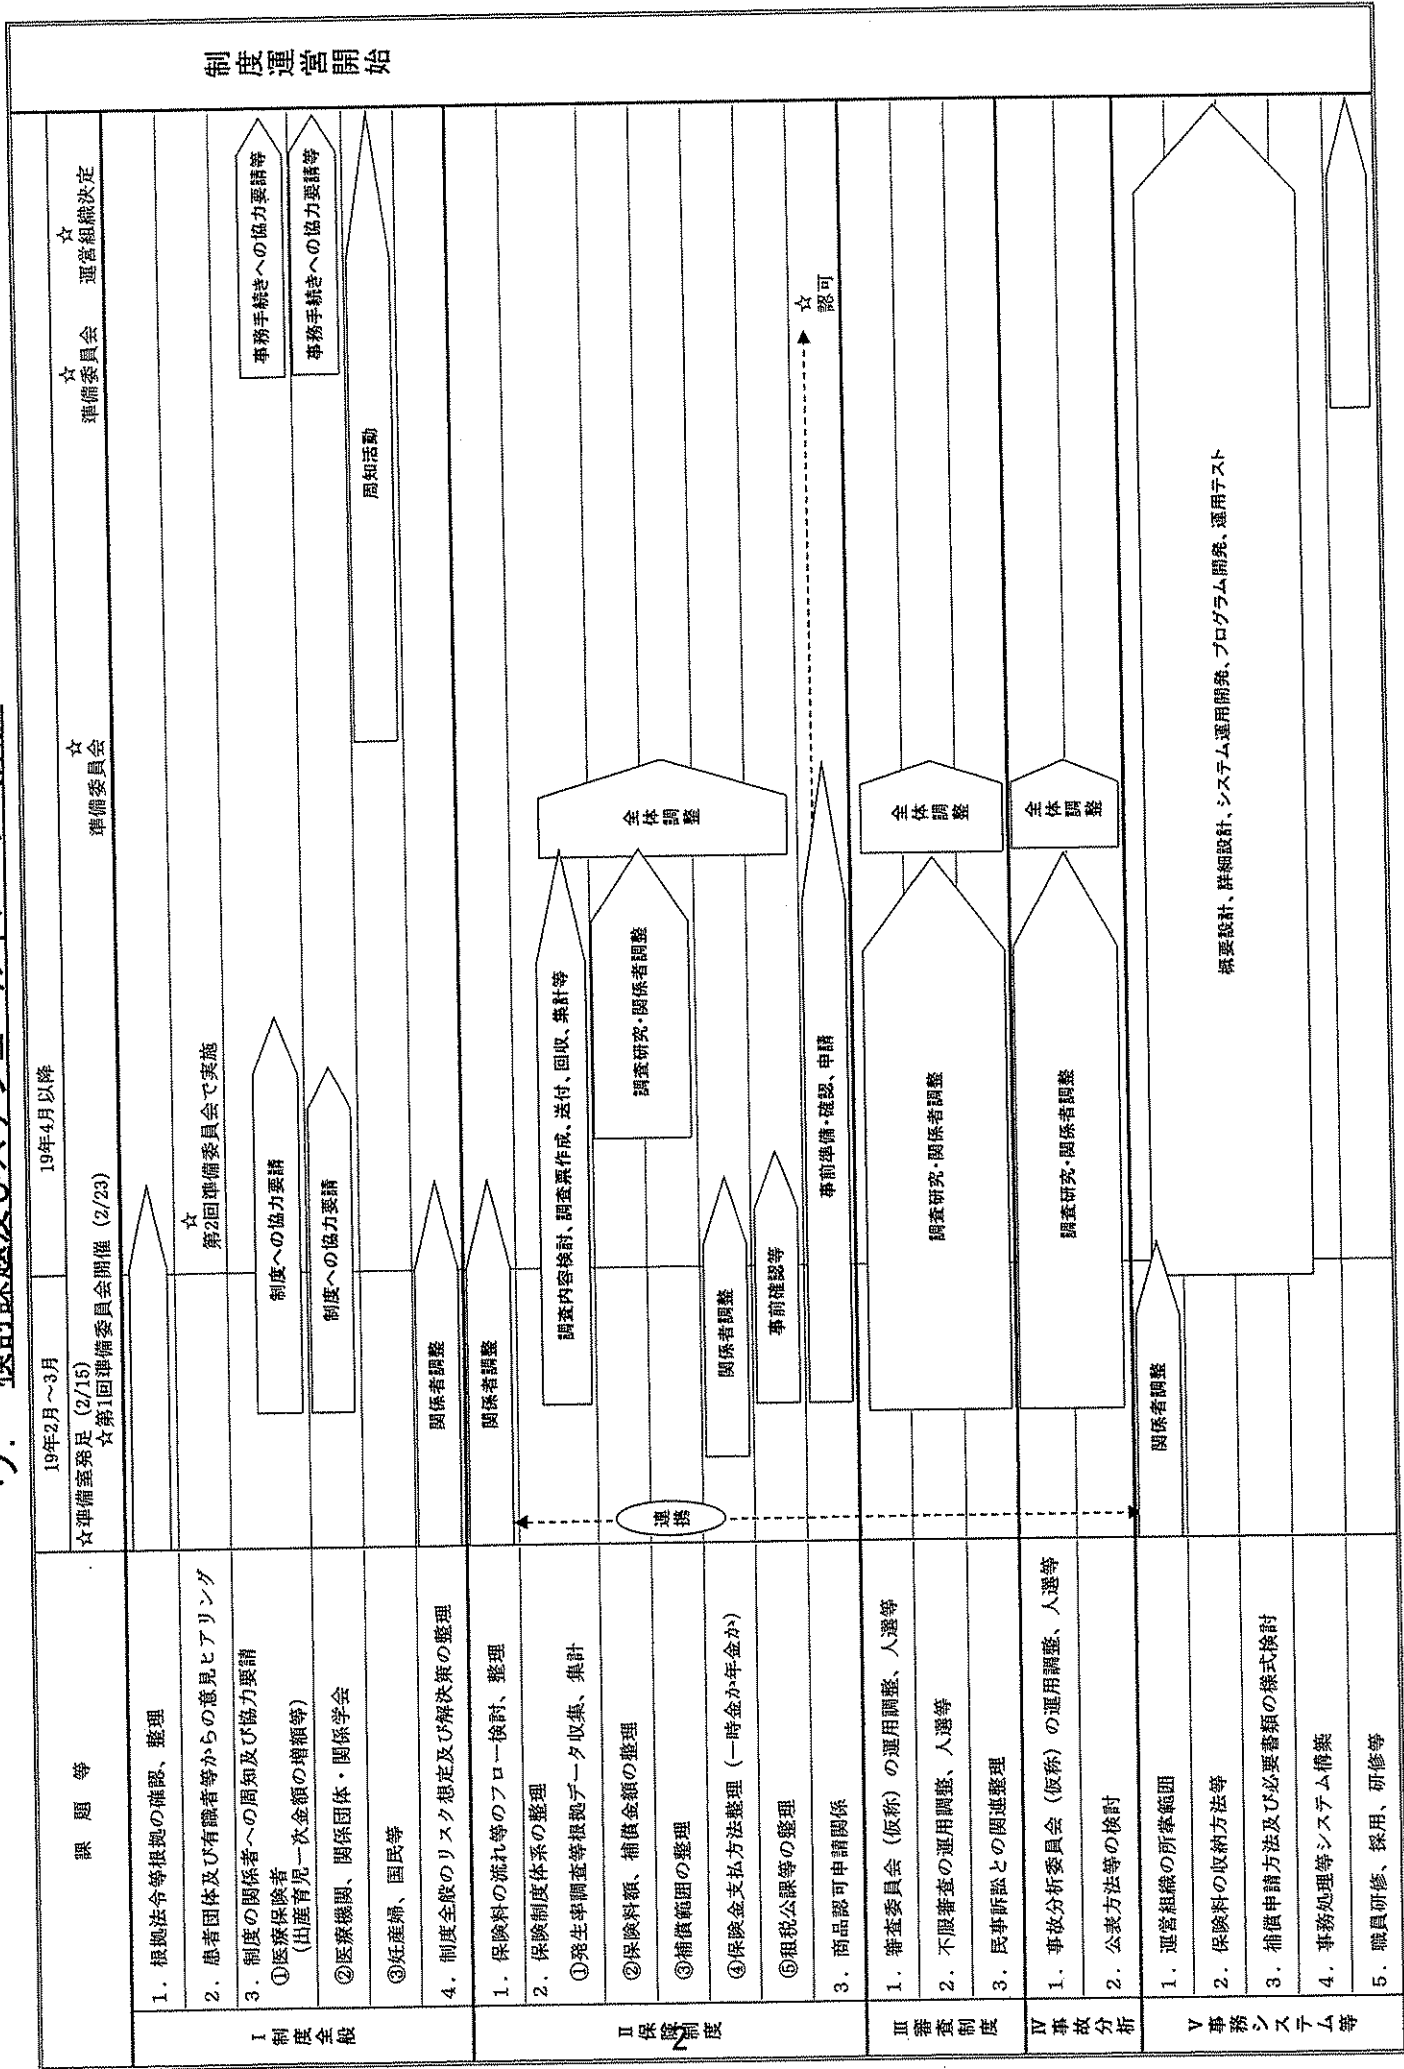 課題等
19年2月～3月
19年4月以降
☆準備室発足（2/15）
☆第1回準備委員会開催（2/23）
☆
準備委員会
☆
準備委員会
☆
運営組織決定
制度運営開始
Ⅰ制度全般
1．根拠法令等根拠の確認、整理
2．患者団体及び有識者等からの意見ヒアリング
☆
第2回準備委員会で実施
3．制度の関係者への周知及び協力要請
①医療保険者
（出産育児一次金額の増額等）
制度への協力要請
事務手続きへの協力要請等
②医療機関、関係団体・関係学会
制度への協力要請
事務手続きへの協力要請等
③妊産婦、国民等
周知活動
4．制度全般のリスク想定及び解決策の整理
関係者調整
Ⅱ保険制度
1．保険料の流れ等のフロー検討、整理
関係者調整
2．保険制度体系の整理
①発生率調査等根拠データ収集、集計
調査内容検討、調査票作成、送付、回収、集計等
②保険料額、補償金額の整理
③補償範囲の整理
調査研究・関係者調整
全体調整
連携
④保険金支払方法整理（一時金か年金か）
関係者調整
⑤租税公課等の整理
事前確認等
3．商品認可申請関係
事前準備・確認、申請
☆
認可
Ⅲ審査制度
1．審査委員会（仮称）の運用調整、人選等
2．不服審査の運用調整、人選等
3．民事訴訟との関連整理
調査研究・関係者調整
全体調整
Ⅳ事故分析
1．事故分析委員会（仮称）の運用調整、人選等
2．公表方法等の検討
調査研究・関係者調整
全体調整
Ⅴ事務システム等
1．運営組織の所掌範囲
関係者調整
2．保険料の収納方法等
3．補償申請方法及び必要書類の様式検討
4．事務処理等システム構築
概要設計、詳細設計、システム運用開発、プログラム開発、運用テスト
5．職員研修、採用、研修等
2